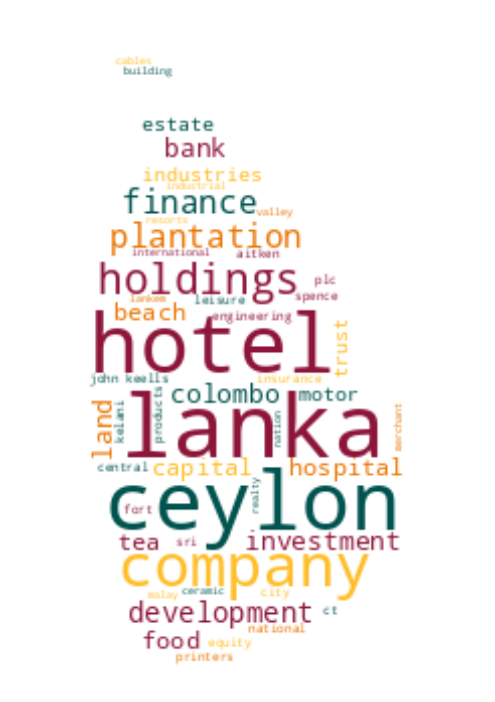 cables
building
estate
bank
industries
industrial
finance
valley
resorts
plantation
international
aitken
holdings
plc
lankem
leisure
spence
beach
engineering
hotel
trust
john keells
insurance
colombo
motor
products
kelani
land
lanka
nation
merchant
central
capital
hospital
realty
ceylon
fort
tea
sri
investment
company
malay
ceramic
city
development
ct
national
food
equity
printers